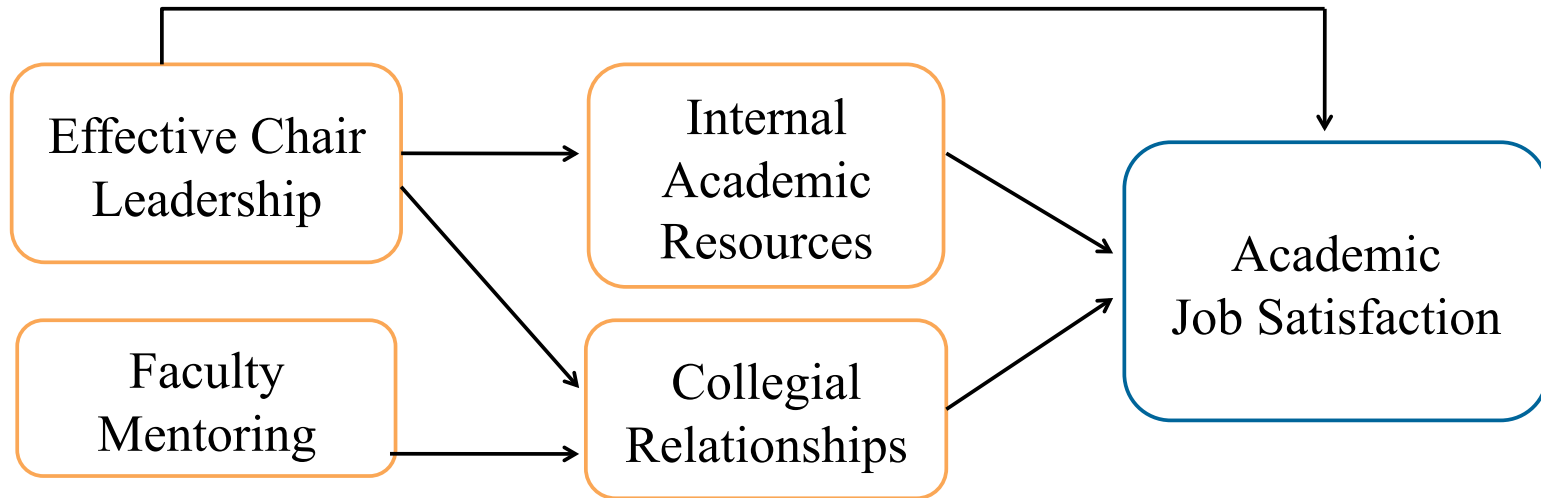 Effective Chair
Leadership
Internal
Academic
Resources
Academic
Job Satisfaction
Faculty
Mentoring
Collegial
Relationships